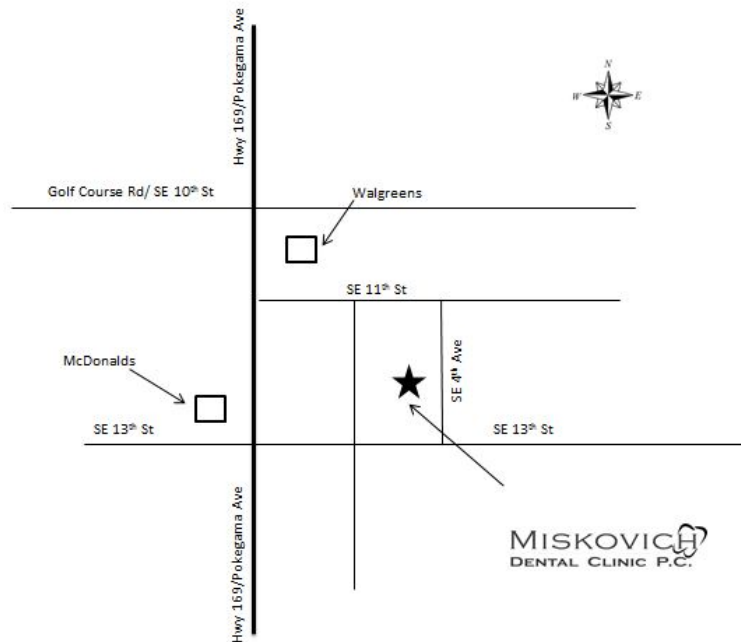 Hwy 169/Pokegama Ave
N
W
E
S
Golf Course Rd/ SE 10th St
Walgreens
SE 11th St
McDonalds
SE 4th Ave
SE 13th St
SE 13th St
Hwy 169/Pokegama Ave
MISKOVICH
DENTAL CLINIC P.C.